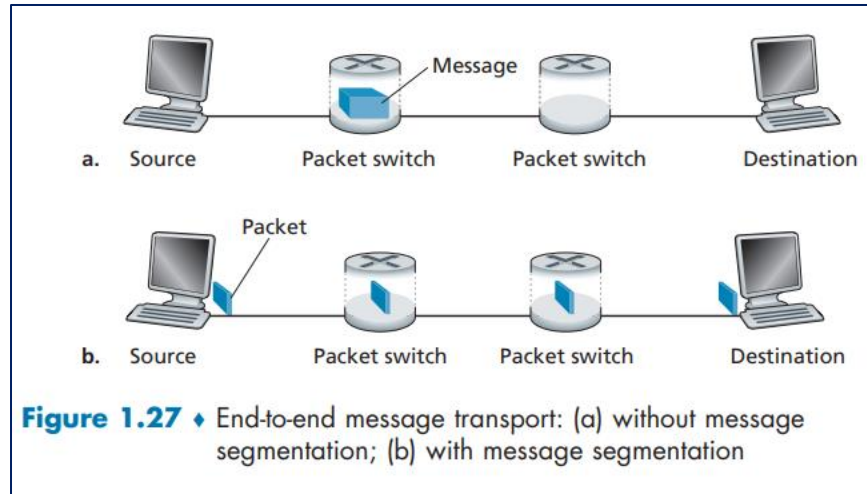 Message
a. Source Packet switch Packet switch Destination
Packet
b. Source Packet switch Packet switch Destination
Figure 1.27 ♦ End-to-end message transport: (a) without message
segmentation; (b) with message segmentation